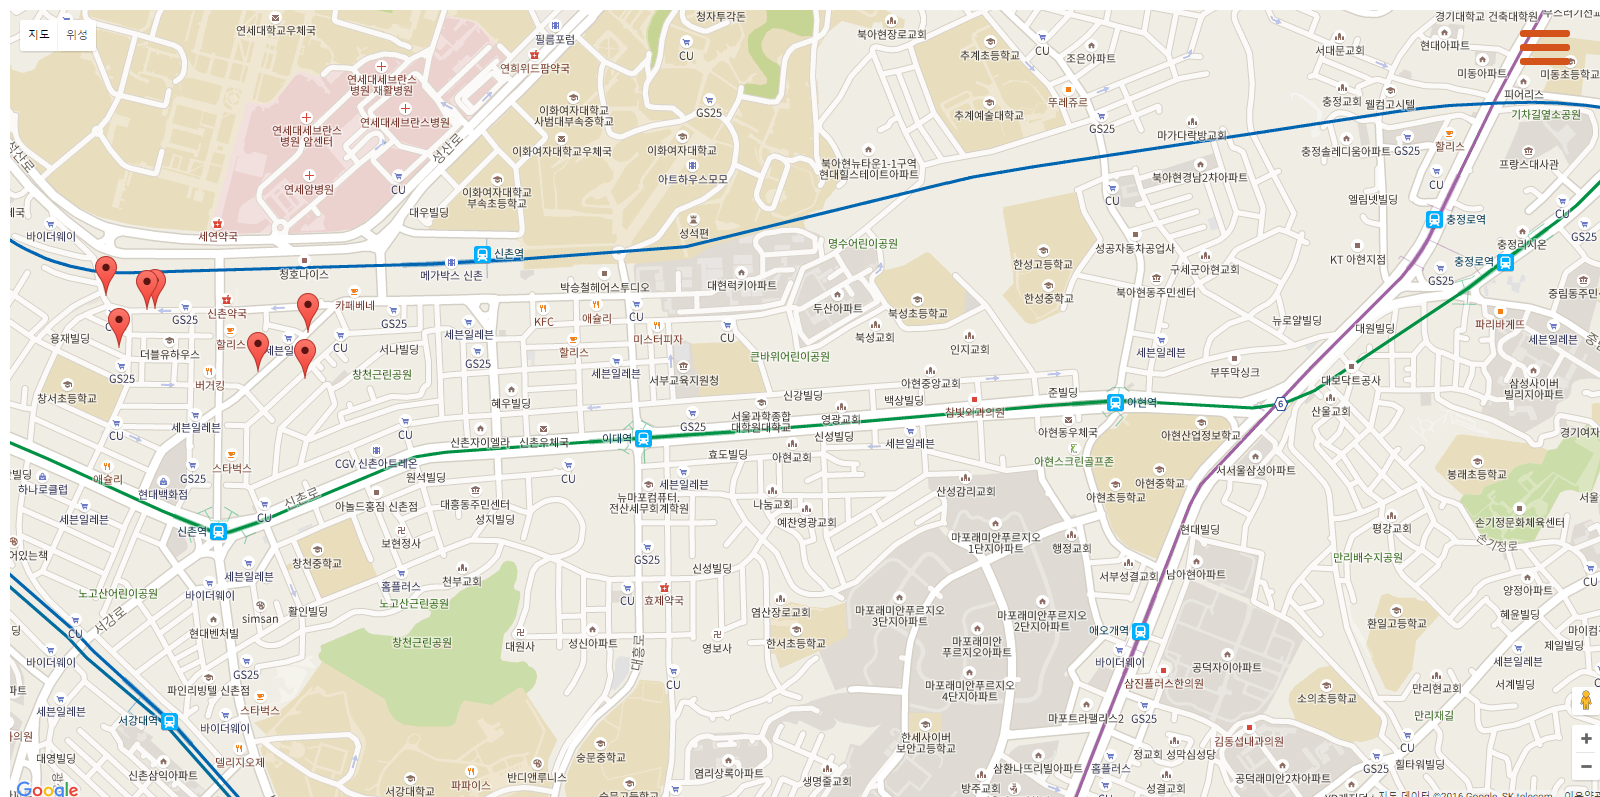 지도 위성
연세대학교우체국
필름포럼
연희위드팜약국
청자투각돈
CU
북아현장로교회
추계초등학교
CU
조은교회
서대문교회
경기대학교 건축대학원
현대아파트
미동아파트
미동초등학교
피어리스
기차길옆소공원
연세대세브란스
병원 재활병원
연세대세브란스병원
연세대세브란스
병원 암센터
연세암병원
성산로
성산로
이화여자대학교
사범대부속중학교
이화여자대학교우체국
GS25
이화여자대학교
아트하우스모모
추계예술대학교
뚜레쥬르
GS25
마가다락방교회
충정교회
웰컴고시텔
할리스
충정솔레디움아파트
GS25
프랑스대사관
CU
북아현뉴타운1-1구역
현대힐스테이트아파트
북아현경남2차아파트
CU
CU
이화여자대학교
부속초등학교
대우빌딩
세연약국
바이더웨이
성석편
명수어린이공원
성공자동차공업사
엘림넷빌딩
충정로역
CU
GS25
충정리시온
KT 아현지점
충정로역
GS25
신촌역
메가박스 신촌
청호나이스
박승철헤어스투디오
대현럭키아파트
한성고등학교
한성중학교
구세군아현교회
북아현동주민센터
중림동주민센터
카페베네
신촌약국
GS25
GS25
KFC
애슐리
CU
두산아파트
북성초등학교
뉴로얄빌딩
대원빌딩
파리바게뜨
세븐일레븐
용재빌딩
더블유하우스
할리스
CU
서나빌딩
세븐일레븐
GS25
할리스
미스터피자
CU
북성교회
인지교회
세븐일레븐
부뚜막싱크
대보닥트공사
삼성사이버
빌리지아파트
GS25
창서초등학교
버거킹
창천근린공원
세븐일레븐
서부교육지원청
큰바위어린이공원
아현중앙교회
준빌딩
아현역
6
산울교회
혜우빌딩
신강빌딩
백상빌딩
CU
세븐일레븐
CU
GS25
서울과학종합
대학원대학교
영광교회
참빛외과의원
신성빌딩
세븐일레븐
아현동우체국
아현산업정보학교
신촌자이엘라
신촌유체국
이대역
아현스크린골프존
서서울삼성아파트
봉래초등학교
스타벅스
CGV 신촌아트레온
원석빌딩
CU
효도빌딩
아현교회
하나로클럽
애슐리
현대백화점
GS25
세븐일레븐
아현중학교
아현초등학교
산성감리교회
CU
신촌로
아놀드홍짐 신촌점
대흥동주민센터
성지빌딩
뉴마포컴퓨터,
전산세무회계학원
나눔교회
예찬영광교회
세븐일레븐
신촌역
보현정사
마포래미안푸르지오
1단지아파트
행정교회
현대빌딩
평강교회
손기정문화체육센터
손기정로
만리배수지공원
창천중학교
세븐일레븐
홈플러스
천부교회
GS25
신성빌딩
서부성결교회
남아현아파트
CU
양정아파트
바이더웨이
노고산어린이공원
노고산근린공원
활인빌딩
CU
효제약국
염산장로교회
마포래미안푸르지오
3단지아파트
마포래미안푸르지오
2단지아파트
혜윤빌딩
서강로
simsan
현대벤처빌
창천근린공원
대원사
성신아파트
영보사
한서초등학교
마포래미안
푸르지오아파트
애오개역
환일고등학교
CU
바이더웨이
GS25
대흥로
바이더웨이
공덕자이아파트
제일빌딩
세븐일레븐
파인리빙텔 신촌점
CU
마포래미안푸르지오
4단지아파트
삼진플러스한의원
소의초등학교
만리현교회
서계빌딩
세븐일레븐
스타벅스
서강대역
바이더웨이
마포트라팰리스2
GS25
만리재길
한세사이버
보안고등학교
정교회 성막심성당
김동섭내과의원
CU
힐타워빌딩
대영빌딩
델리지오제
숭문중학교
신촌삼익아파트
서강대학교
파파이스
반디앤루니스
염리상록아파트
생명줄교회
삼환나뜨리빌아파트
홈플러스
성결교회
공덕래미안2차아파트
GS25
숭문고등학교
CU
방주교회
CU
Google
지도 데이터 ©2016 Google, SK telecom